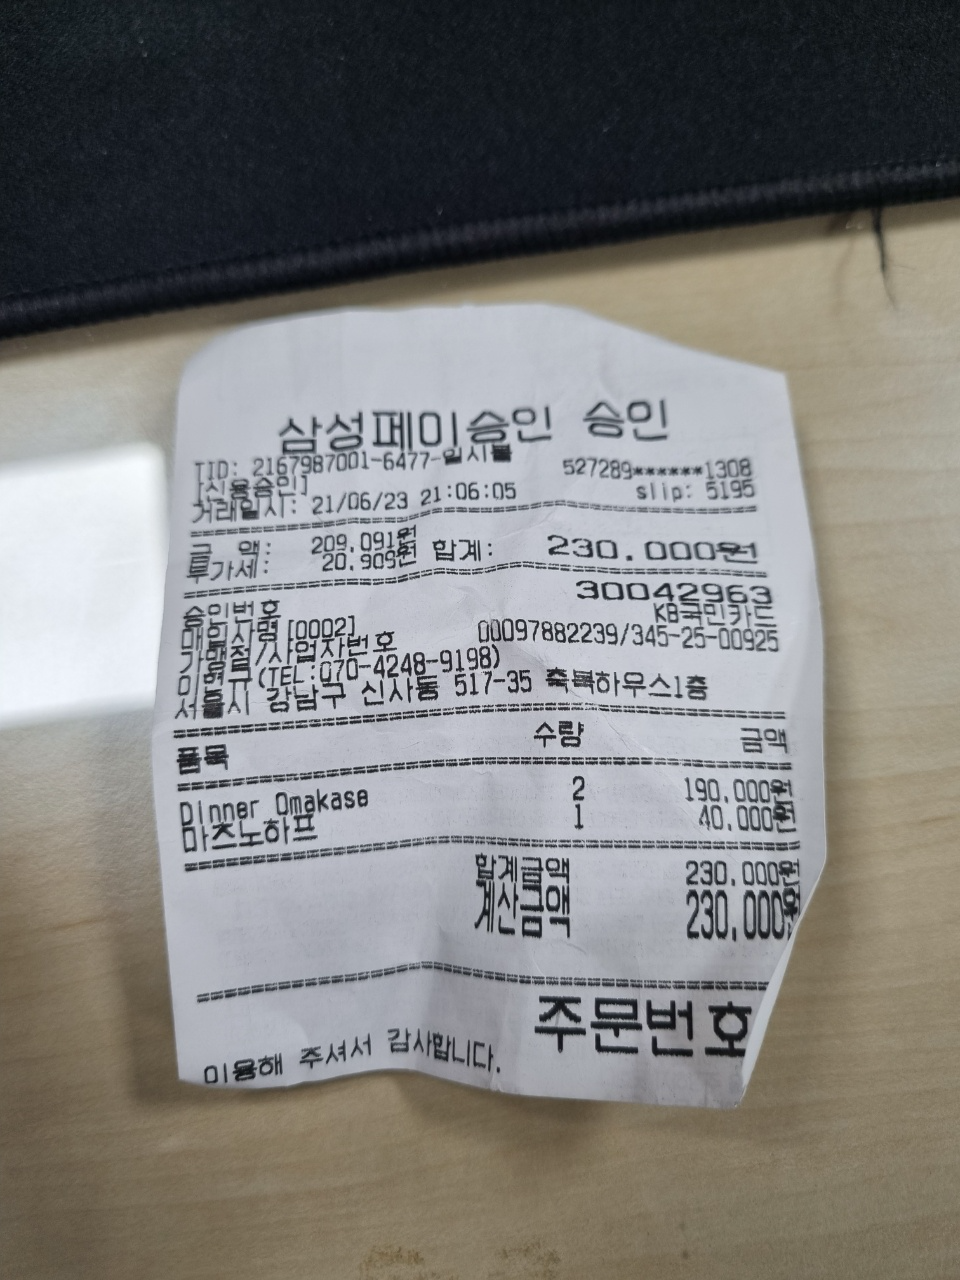 삼성페이승인 승인
TID: 2167987001-6477-일시불 527289******1308
[신용승인] slip: 5195
거래일시: 21/06/23 21:06:05
금 액: 209,091원 합계: 230,000원
부가세: 20,909원
승인번호 30042963
매입사명[0002] KB국민카드
가맹점/사업자번호 00097882239/345-25-00925
(TEL:070-4248-9198)
서울시 강남구 신사동 517-35 축복하우스1층
품목 수량 금액
Dinner Omakase 2 190,000원
마츠노하프 1 40,000원
합계금액 230,000원
계산금액 230,000원
주문번호
이용해 주셔서 감사합니다.